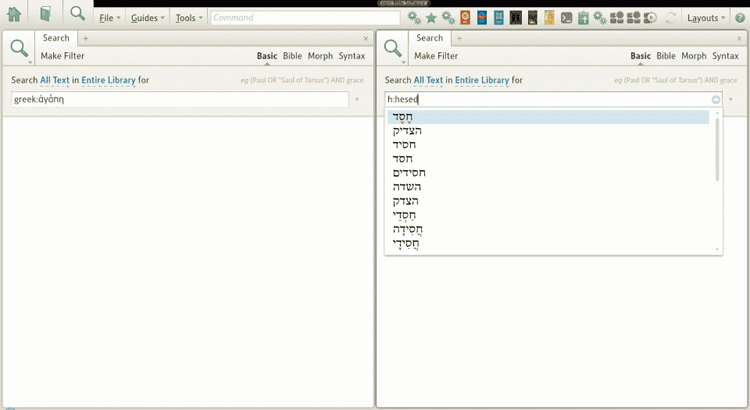 File Guides Tools Command Layouts
Search
Make Filter Basic Bible Morph Syntax
Search All Text in Entire Library for eg (Paul OR "Saul of Tarsus") AND grace
greek:ἀγάπη
Search
Make Filter Basic Bible Morph Syntax
Search All Text in Entire Library for eg (Paul OR "Saul of Tarsus") AND grace
h:hesed
חֶסֶד
הצדיק
חסיד
חסד
חסידים
השדה
הצדק
חַסְדֵי
חֲסִידָה
חֲסִידָי